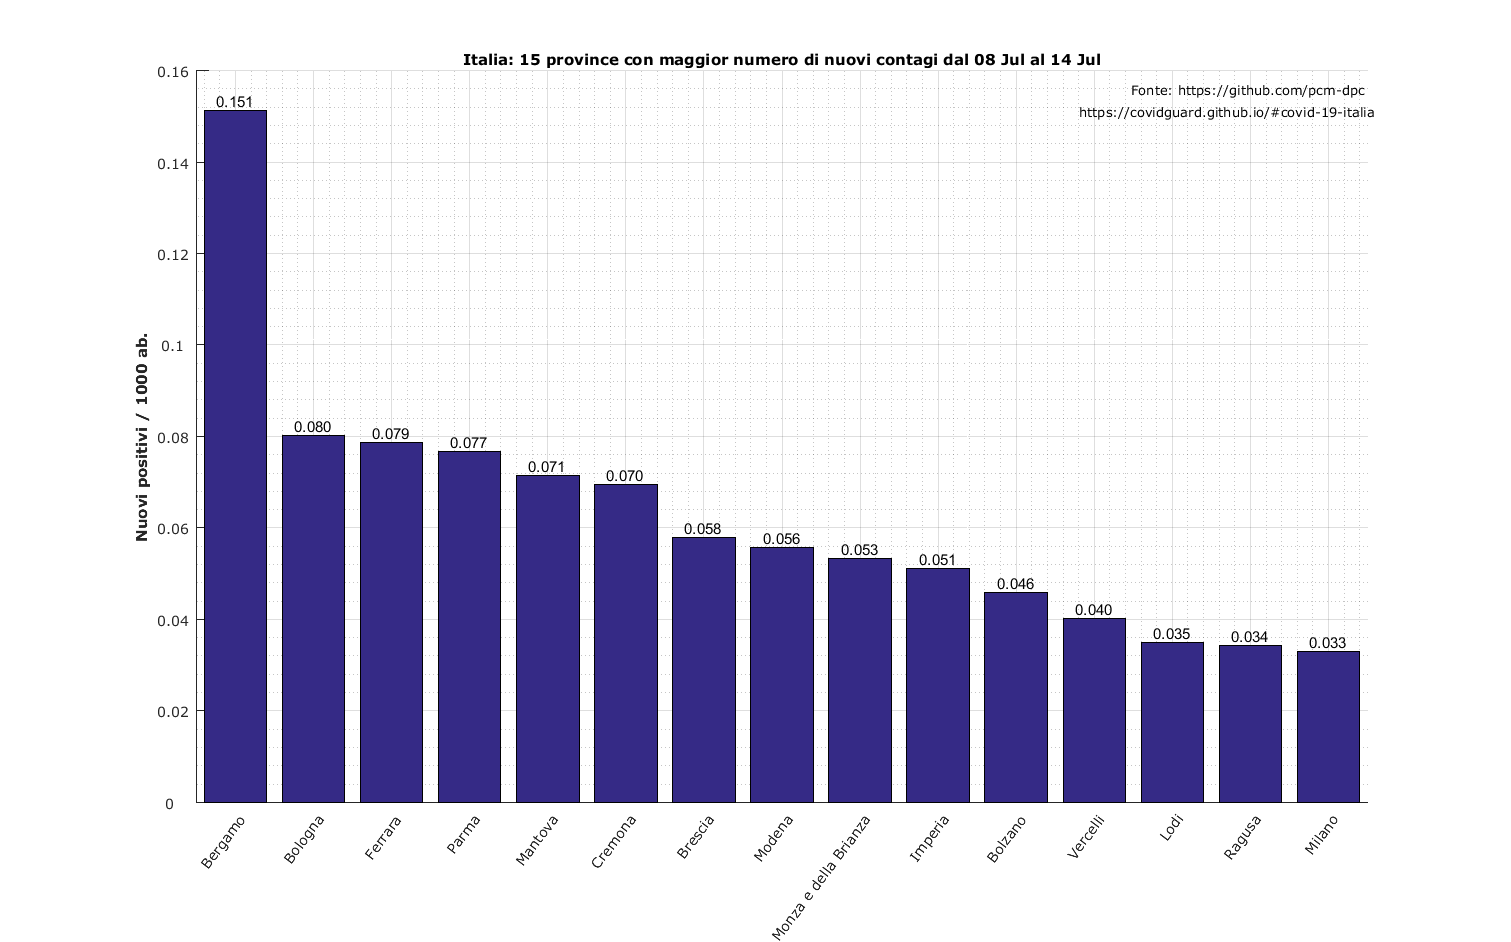 Italia: 15 province con maggior numero di nuovi contagi dal 08 Jul al 14 Jul
Fonte: https://github.com/pcm-dpc
https://covidguard.github.io/#covid-19-italia
Nuovi positivi / 1000 ab.
0.16
0.14
0.12
0.1
0.08
0.06
0.04
0.02
0
0.151
0.080
0.079
0.077
0.071
0.070
0.058
0.056
0.053
0.051
0.046
0.040
0.035
0.034
0.033
Bergamo
Bologna
Ferrara
Parma
Mantova
Cremona
Brescia
Modena
Monza e della Brianza
Imperia
Bolzano
Vercelli
Lodi
Ragusa
Milano